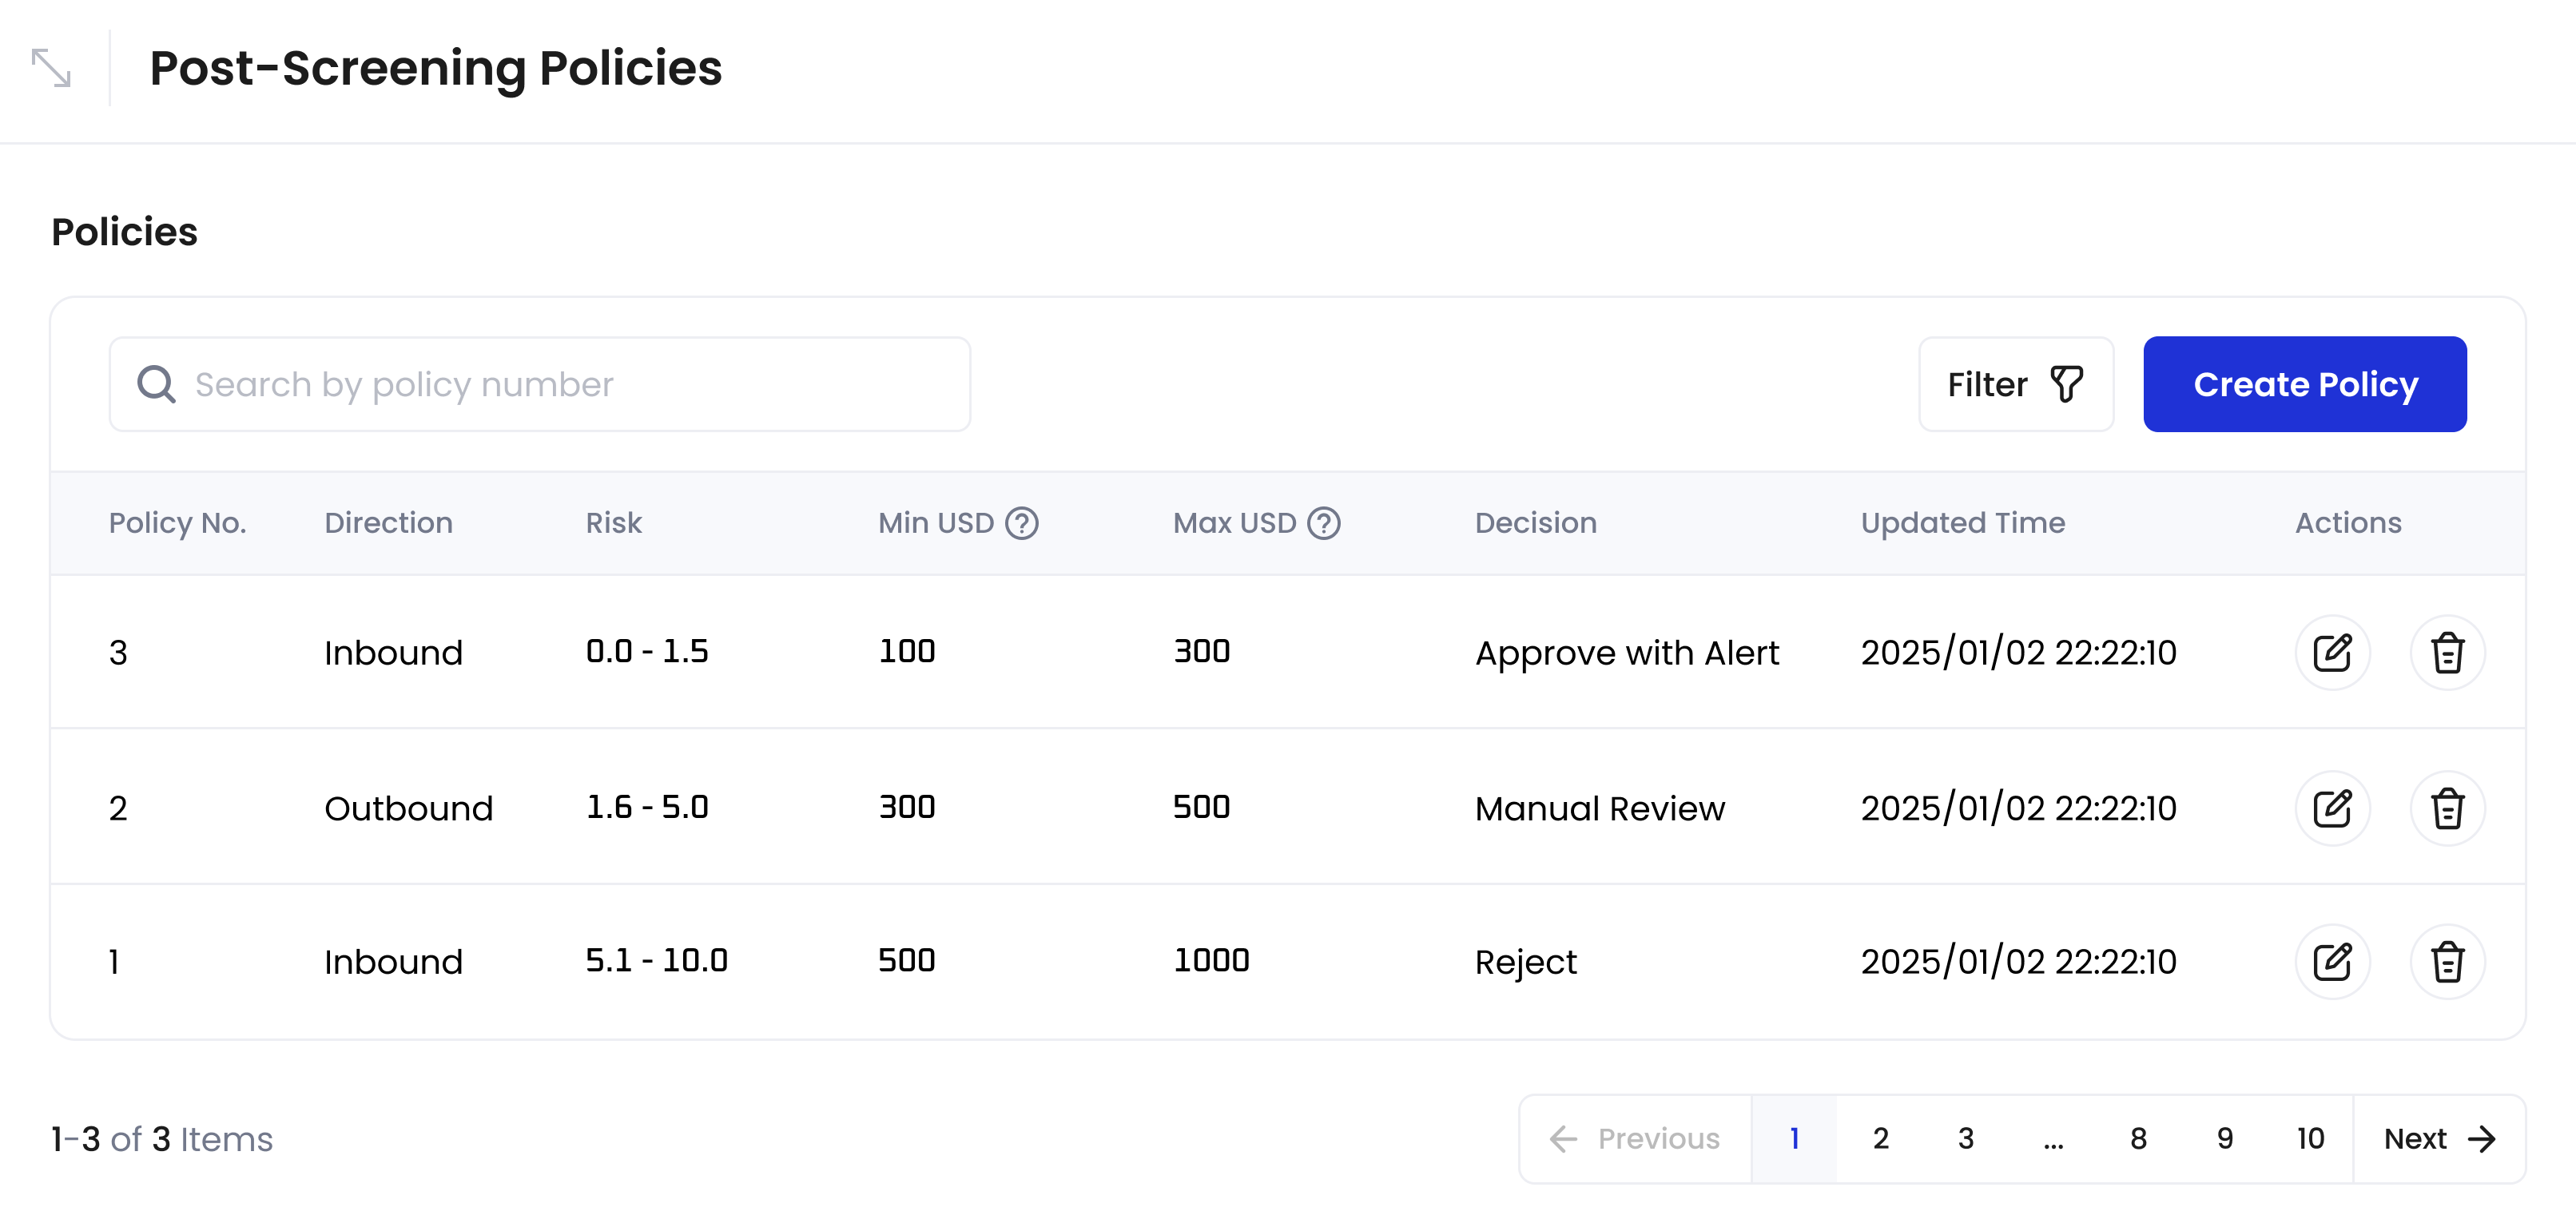 Post-Screening Policies
Policies
Search by policy number
Filter
Create Policy
Policy No. Direction Risk Min USD ? Max USD ? Decision Updated Time Actions
3 Inbound 0.0 - 1.5 100 300 Approve with Alert 2025/01/02 22:22:10
2 Outbound 1.6 - 5.0 300 500 Manual Review 2025/01/02 22:22:10
1 Inbound 5.1 - 10.0 500 1000 Reject 2025/01/02 22:22:10
1-3 of 3 Items
Previous 1 2 3 ... 8 9 10 Next